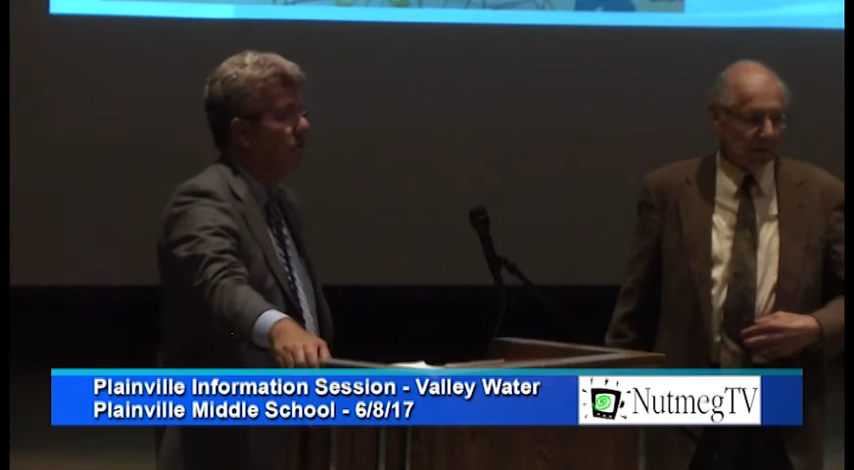 Plainville Information Session - Valley Water
Plainville Middle School - 6/8/17
NutmegTV